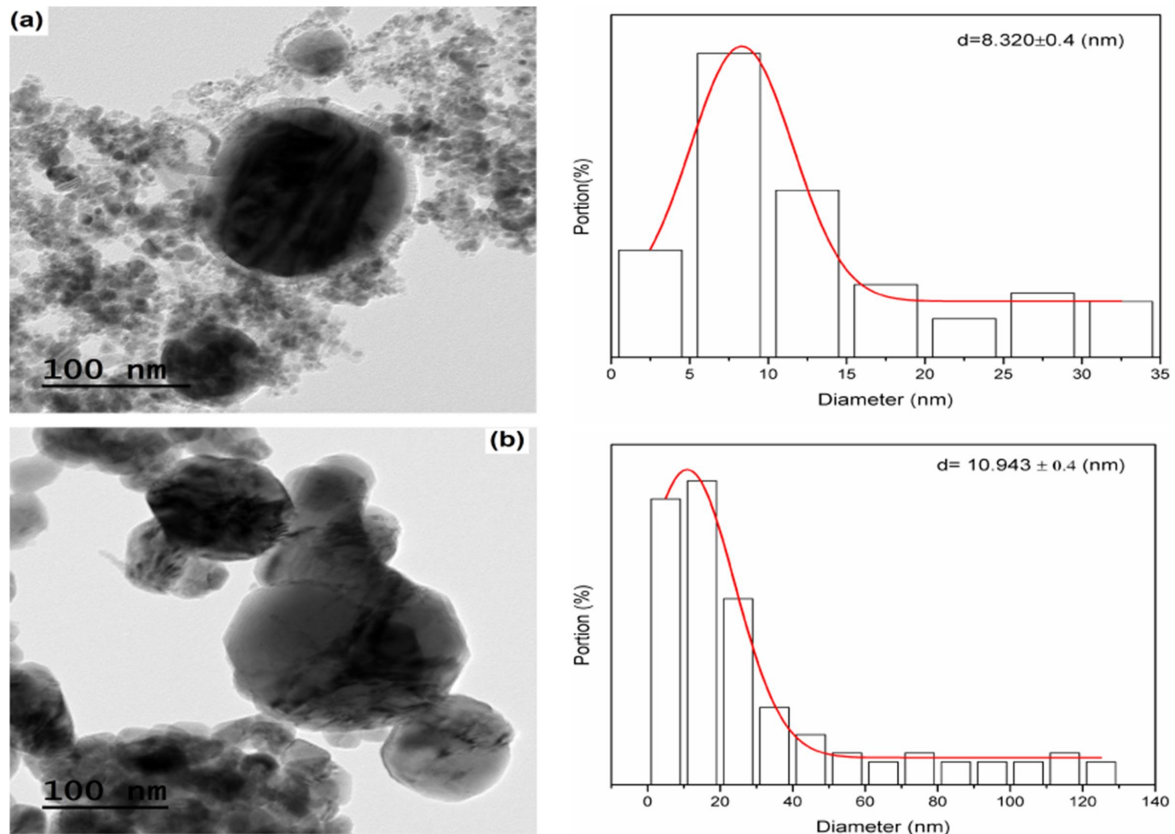 (a)
100 nm
d=8.320±0.4 (nm)
Portion(%)
0 5 10 15 20 25 30 35
Diameter (nm)
(b)
100 nm
d= 10.943 ± 0.4 (nm)
Portion (%)
0 20 40 60 80 100 120 140
Diameter (nm)